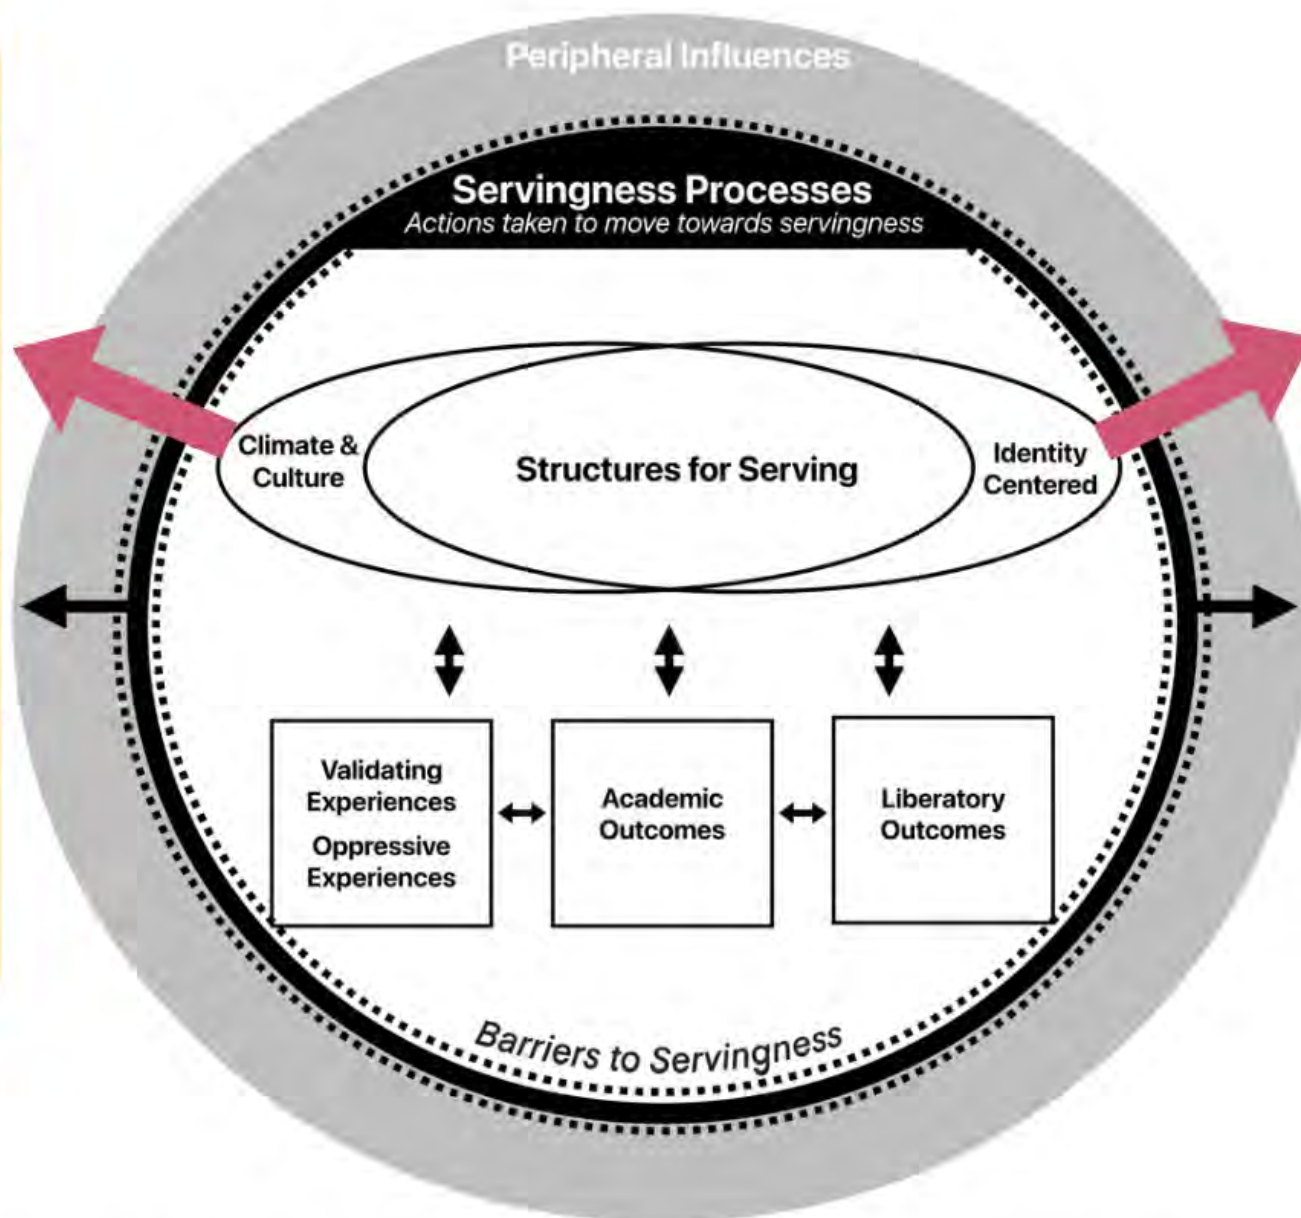 Peripheral Influences
Servingness Processes
Actions taken to move towards servingness
Climate &
Culture
Structures for Serving
Identity
Centered
Validating
Experiences
Oppressive
Experiences
Academic
Outcomes
Liberatory
Outcomes
Barriers to Servingness